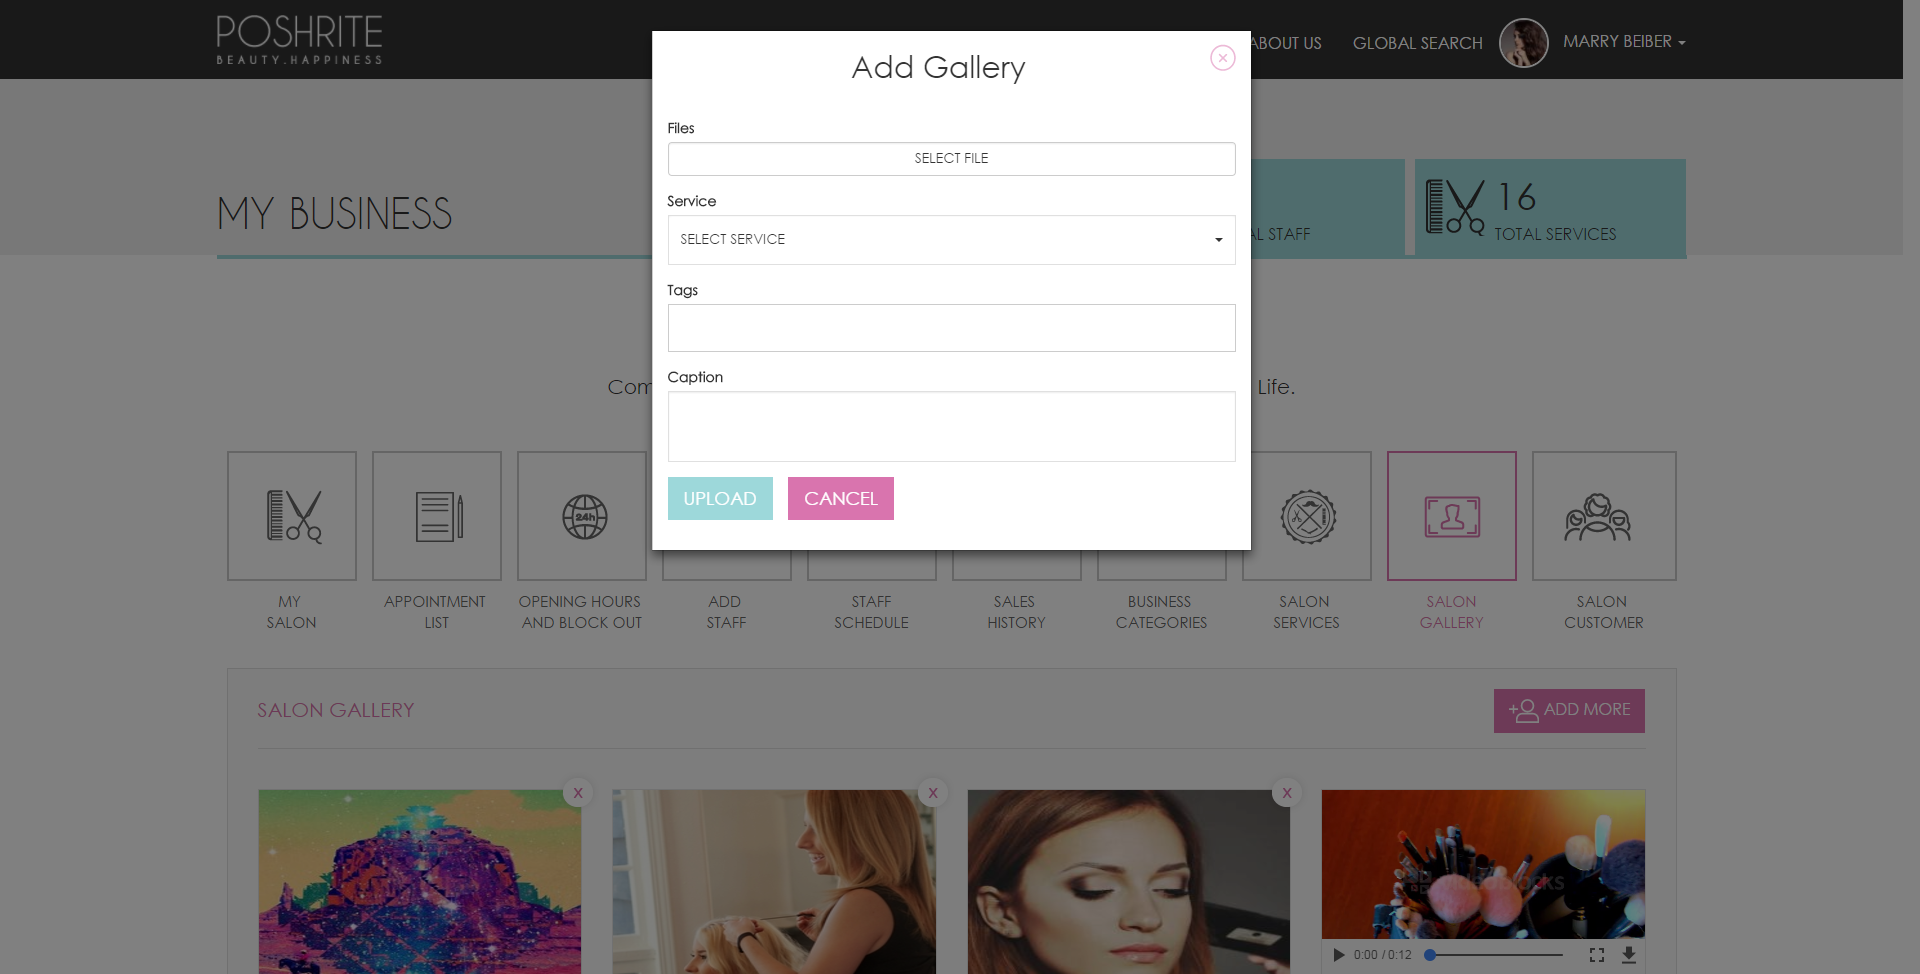 POSHRITE
BEAUTY.HAPPINESS
ABOUT US
GLOBAL SEARCH
MARRY BEIBER
Add Gallery
Files
SELECT FILE
Service
SELECT SERVICE
Tags
Caption
UPLOAD
CANCEL
MY BUSINESS
STAFF
16
TOTAL SERVICES
Com
Life.
24h
MY
SALON
APPOINTMENT
LIST
OPENING HOURS
AND BLOCK OUT
ADD
STAFF
STAFF
SCHEDULE
SALES
HISTORY
BUSINESS
CATEGORIES
SALON
SERVICES
SALON
GALLERY
SALON
CUSTOMER
SALON GALLERY
ADD MORE
X
X
X
0:00 / 0:12